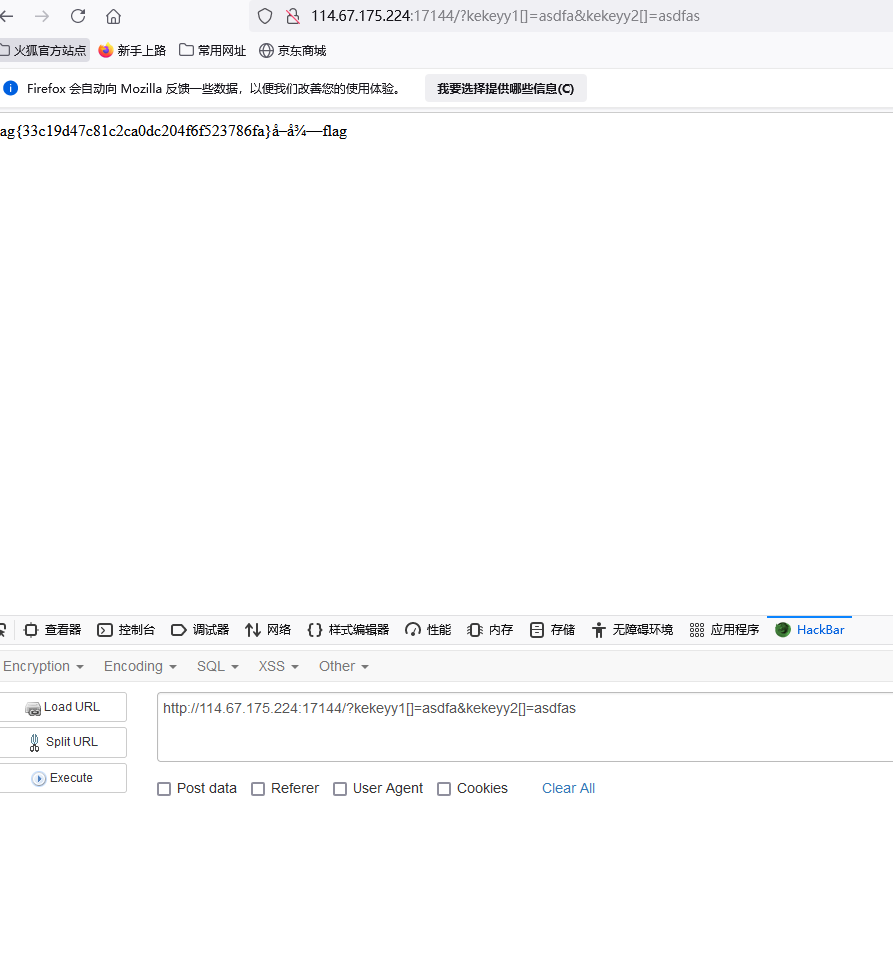 114.67.175.224:17144/?kekeyy1[]=asdfa&kekeyy2[]=asdfas
火狐官方站点 新手上路 常用网址 京东商城
Firefox 会自动向 Mozilla 反馈一些数据，以便我们改善您的使用体验。 我要选择提供哪些信息(C)
ag{33c19d47c81c2ca0dc204f6f523786fa}å–å¾—flag
查看器 控制台 调试器 网络 {} 样式编辑器 性能 内存 存储 无障碍环境 应用程序 HackBar
Encryption Encoding SQL XSS Other
Load URL
http://114.67.175.224:17144/?kekeyy1[]=asdfa&kekeyy2[]=asdfas
Split URL
Execute
Post data Referer User Agent Cookies Clear All